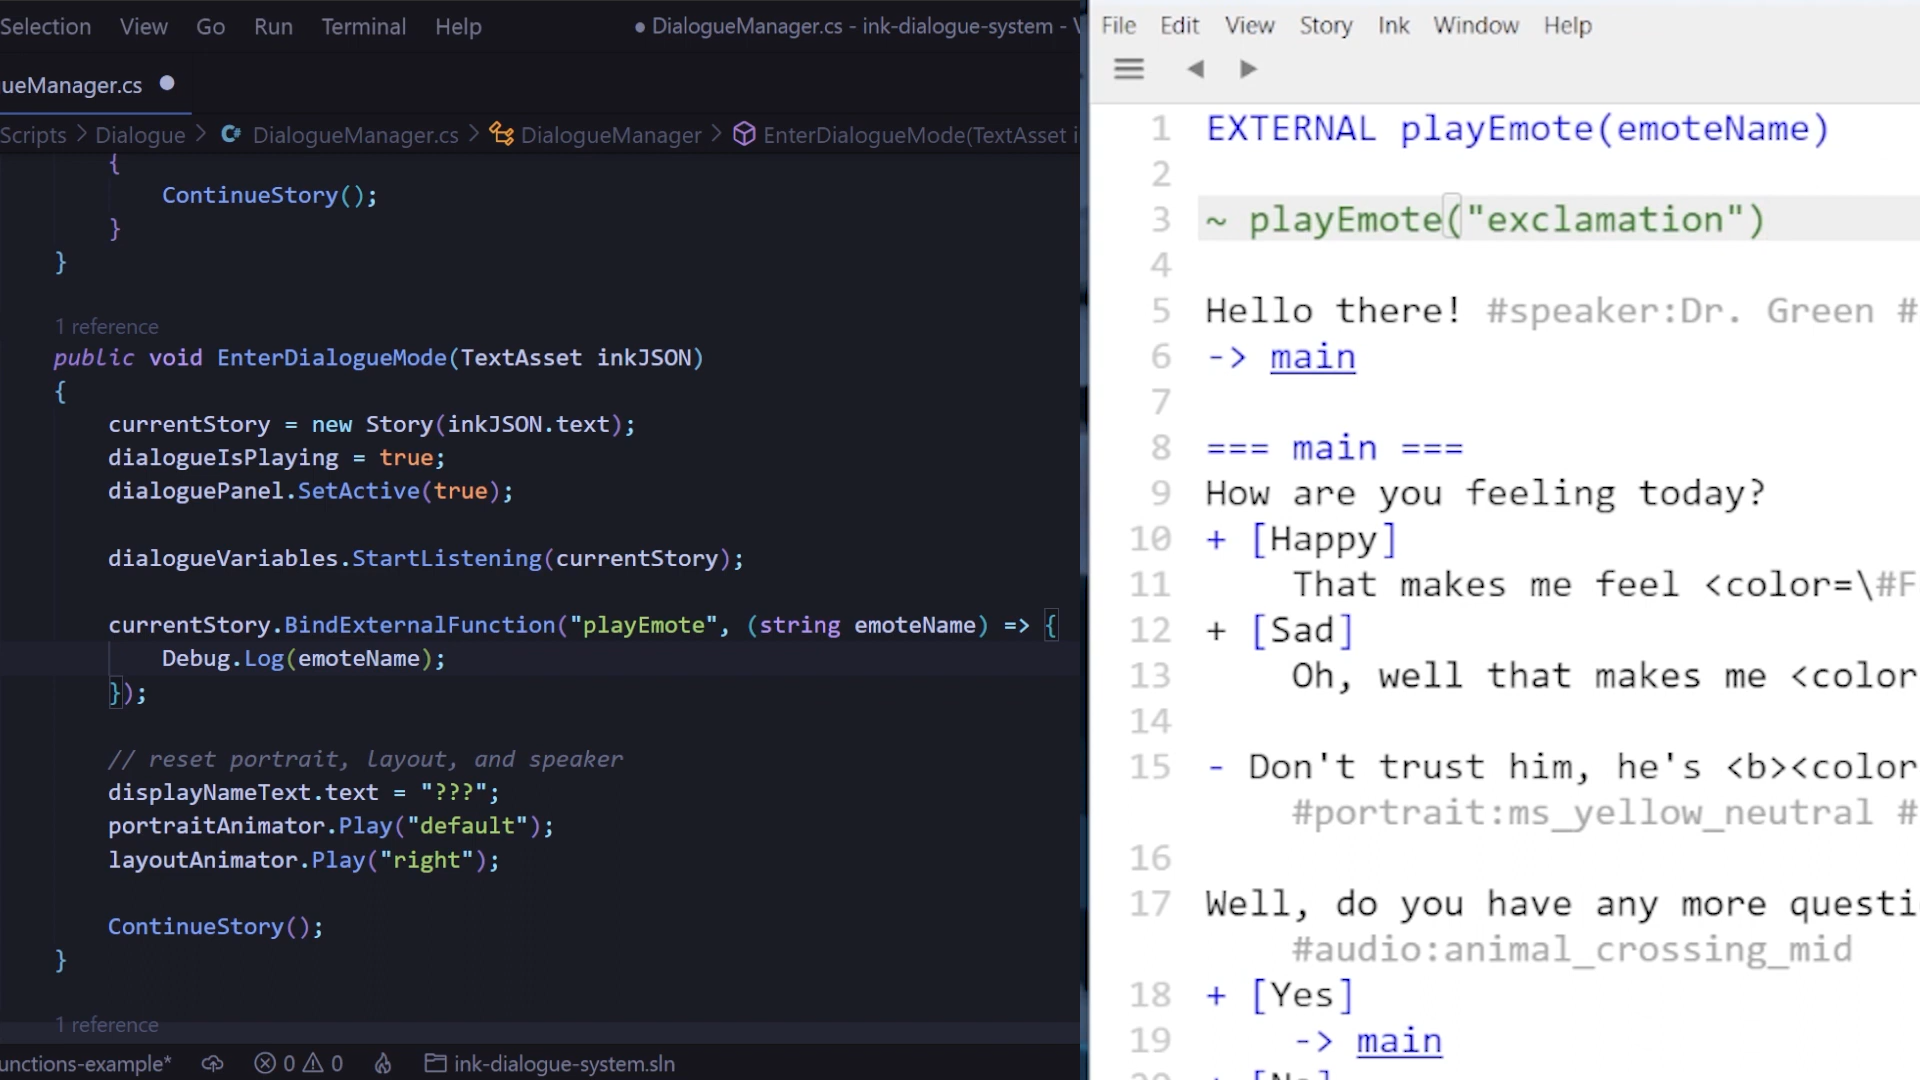 Selection View Go Run Terminal Help ● DialogueManager.cs - ink-dialogue-system - V
ueManager.cs
Scripts > Dialogue > DialogueManager.cs > DialogueManager > EnterDialogueMode(TextAsset i
{
ContinueStory();
}
}
1 reference
public void EnterDialogueMode(TextAsset inkJSON)
{
currentStory = new Story(inkJSON.text);
dialogueIsPlaying = true;
dialoguePanel.SetActive(true);
dialogueVariables.StartListening(currentStory);
currentStory.BindExternalFunction("playEmote", (string emoteName) => {
Debug.Log(emoteName);
});
// reset portrait, layout, and speaker
displayNameText.text = "???";
portraitAnimator.Play("default");
layoutAnimator.Play("right");
ContinueStory();
}
1 reference
unctions-example* 0 0 ink-dialogue-system.sln
File Edit View Story Ink Window Help
1 EXTERNAL playEmote(emoteName)
2
3 ~ playEmote("exclamation")
4
5 Hello there! #speaker:Dr. Green #
6 -> main
7
8 === main ===
9 How are you feeling today?
10 + [Happy]
11 That makes me feel <color=\#F
12 + [Sad]
13 Oh, well that makes me <color
14
15 - Don't trust him, he's <b><color
#portrait:ms_yellow_neutral #
16
17 Well, do you have any more questi
#audio:animal_crossing_mid
18 + [Yes]
19 -> main
20 + [No]